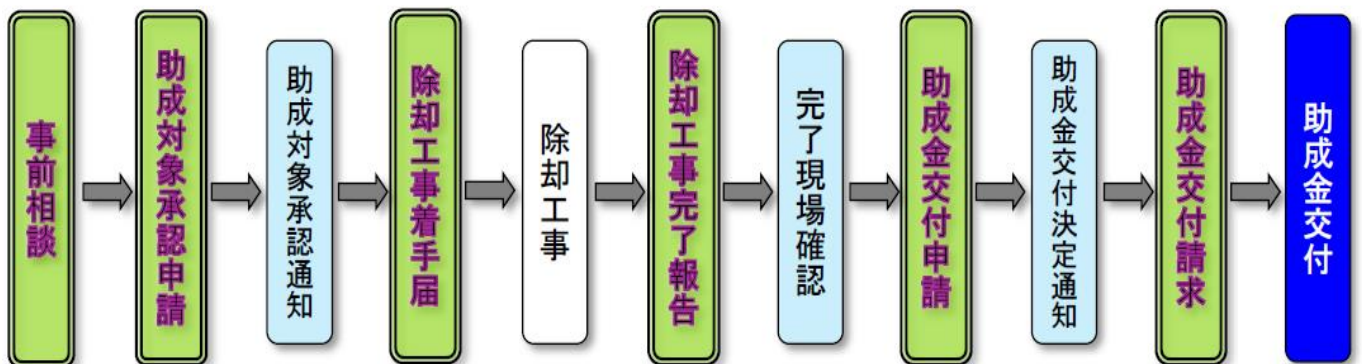 事前相談
助成対象承認申請
助成対象承認通知
除却工事着手届
除却工事
除却工事完了報告
完了現場確認
助成金交付申請
助成金交付決定通知
助成金交付請求
助成金交付